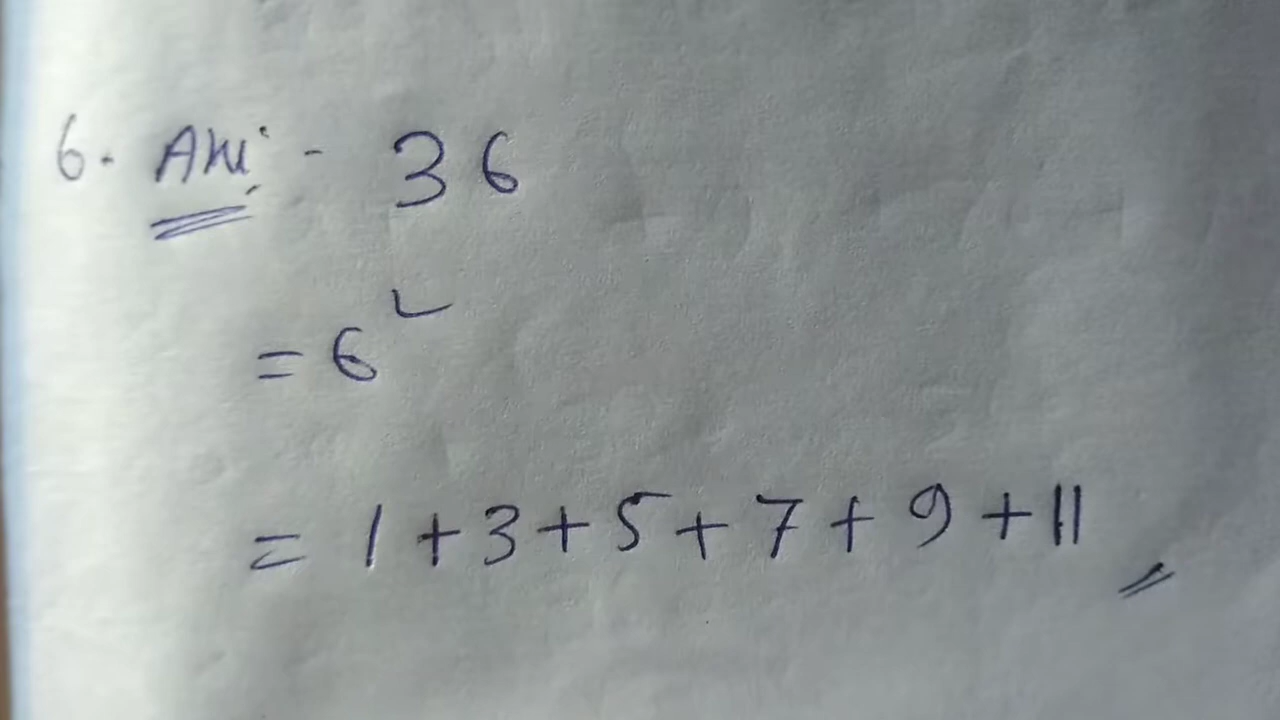 6. Ans: - 36
= 6²
= 1 + 3 + 5 + 7 + 9 + 11